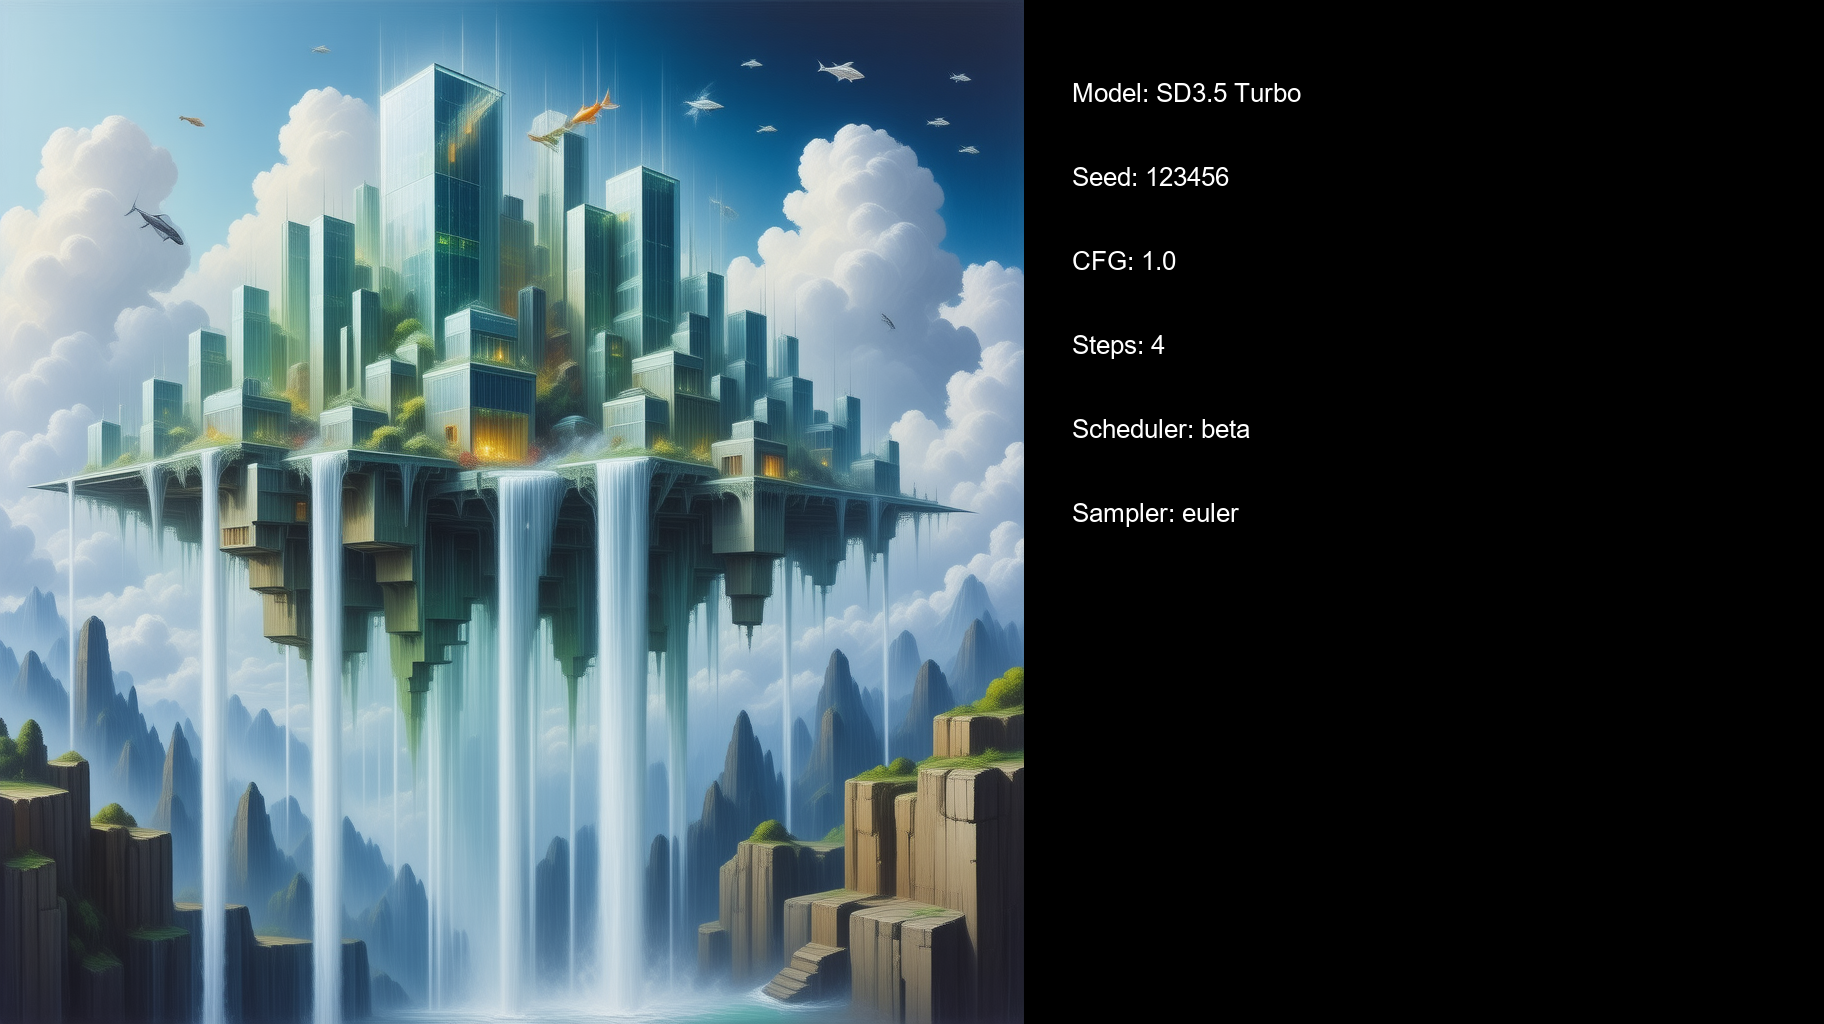 Model: SD3.5 Turbo
Seed: 123456
CFG: 1.0
Steps: 4
Scheduler: beta
Sampler: euler